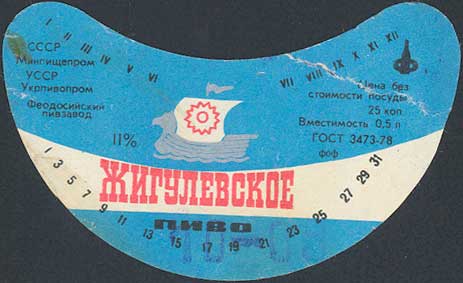 I II III IV V VI
VII VIII IX X XI XII
СССР
Минпищепром
УССР
Укрпивопром
Феодосийский
пивзавод
Цена без
стоимости посуды
25 коп.
Вместимость 0,5 л
ГОСТ 3473-78
фоф
11%
ЖИГУЛЕВСКОЕ
ПИВО
1 3 5 7 9 11 13 15 17 19 21 23 25 27 29 31